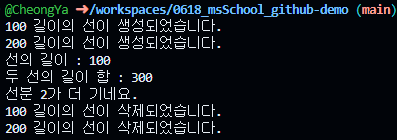 @CheongYa ➜/workspaces/0618_msSchool_github-demo (main)
100 길이의 선이 생성되었습니다.
200 길이의 선이 생성되었습니다.
선의 길이 : 100
두 선의 길이 합 : 300
선분 2가 더 기네요.
100 길이의 선이 삭제되었습니다.
200 길이의 선이 삭제되었습니다.